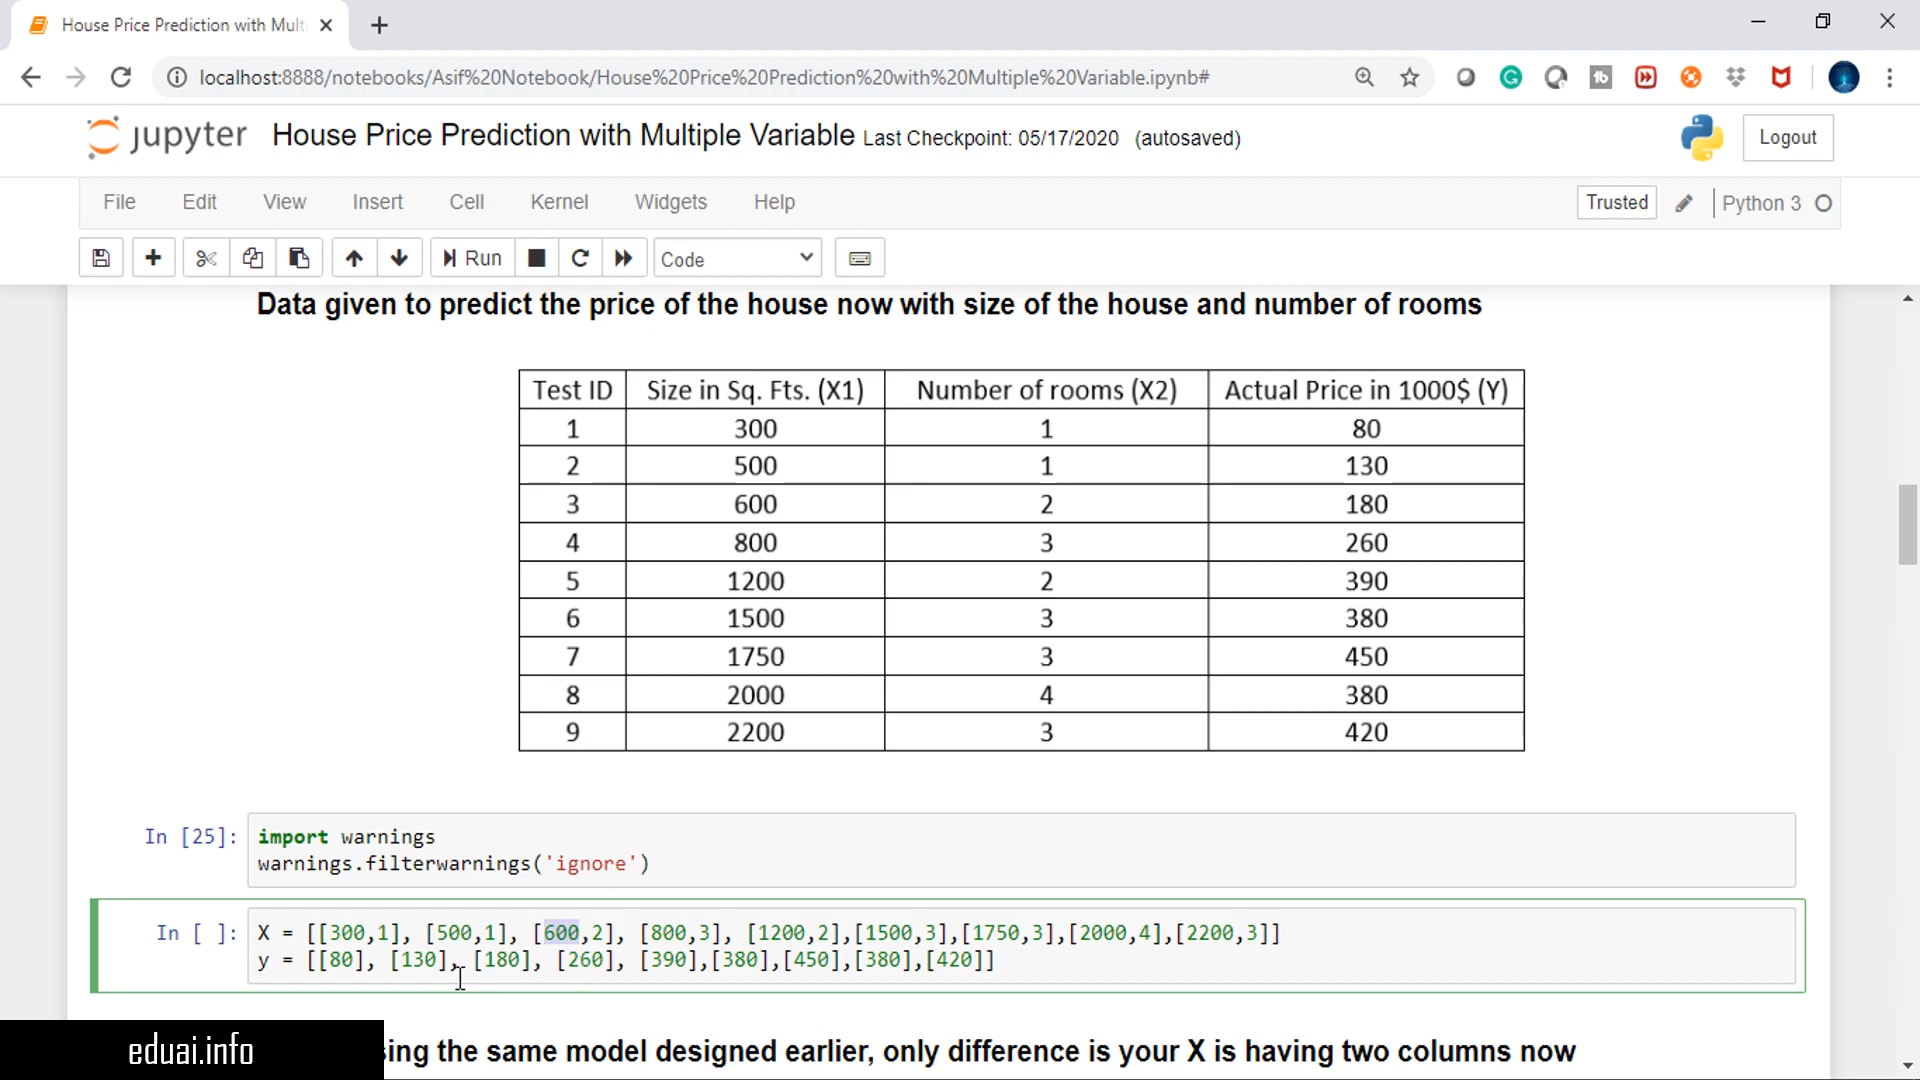 House Price Prediction with Mult
localhost:8888/notebooks/Asif%20Notebook/House%20Price%20Prediction%20with%20Multiple%20Variable.ipynb#
jupyter House Price Prediction with Multiple Variable Last Checkpoint: 05/17/2020 (autosaved) Logout
File Edit View Insert Cell Kernel Widgets Help Trusted Python 3
Run Code
Data given to predict the price of the house now with size of the house and number of rooms
Test ID Size in Sq. Fts. (X1) Number of rooms (X2) Actual Price in 1000$ (Y)
1 300 1 80
2 500 1 130
3 600 2 180
4 800 3 260
5 1200 2 390
6 1500 3 380
7 1750 3 450
8 2000 4 380
9 2200 3 420
In [25]: import warnings
warnings.filterwarnings('ignore')
In [ ]: X = [[300,1], [500,1], [600,2], [800,3], [1200,2],[1500,3],[1750,3],[2000,4],[2200,3]]
y = [[80], [130], [180], [260], [390],[380],[450],[380],[420]]
sing the same model designed earlier, only difference is your X is having two columns now
eduai.info